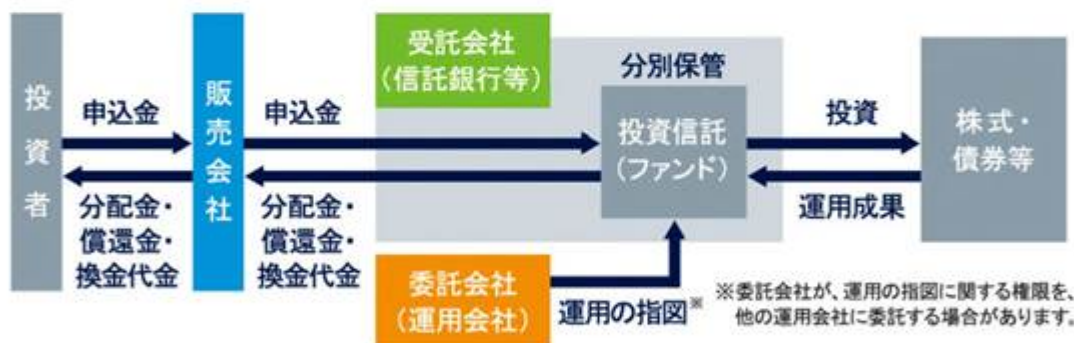 投資者
申込金
分配金・
償還金・
換金代金
販売会社
申込金
分配金・
償還金・
換金代金
受託会社
(信託銀行等)
分別保管
投資信託
(ファンド)
委託会社
(運用会社)
運用の指図※
投資
運用成果
株式・
債券等
※委託会社が、運用の指図に関する権限を、
他の運用会社に委託する場合があります。